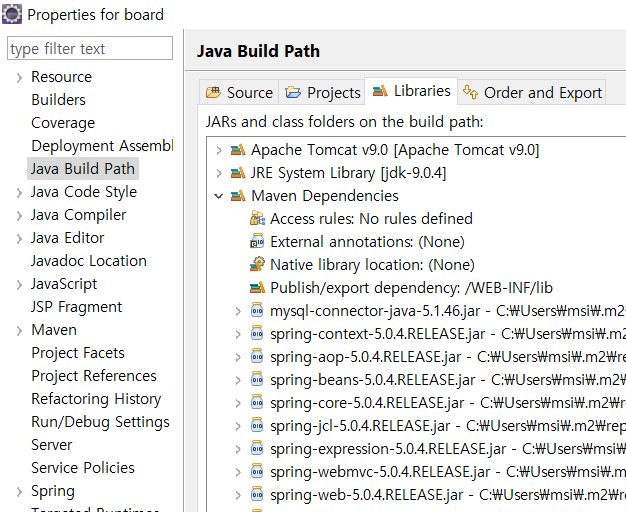 Properties for board
type filter text
Resource
Builders
Coverage
Deployment Assembl
Java Build Path
Java Code Style
Java Compiler
Java Editor
Javadoc Location
JavaScript
JSP Fragment
Maven
Project Facets
Project References
Refactoring History
Run/Debug Settings
Server
Service Policies
Spring
Targeted Runtimes
Java Build Path
Source Projects Libraries Order and Export
JARs and class folders on the build path:
Apache Tomcat v9.0 [Apache Tomcat v9.0]
JRE System Library [jdk-9.0.4]
Maven Dependencies
Access rules: No rules defined
External annotations: (None)
Native library location: (None)
Publish/export dependency: /WEB-INF/lib
mysql-connector-java-5.1.46.jar - C:₩Users₩msi₩.m2₩
spring-context-5.0.4.RELEASE.jar - C:₩Users₩msi₩.m2
spring-aop-5.0.4.RELEASE.jar - C:₩Users₩msi₩.m2₩re
spring-beans-5.0.4.RELEASE.jar - C:₩Users₩msi₩.m2₩
spring-core-5.0.4.RELEASE.jar - C:₩Users₩msi₩.m2₩re
spring-jcl-5.0.4.RELEASE.jar - C:₩Users₩msi₩.m2₩rep
spring-expression-5.0.4.RELEASE.jar - C:₩Users₩msi₩.
spring-webmvc-5.0.4.RELEASE.jar - C:₩Users₩msi₩.m
spring-web-5.0.4.RELEASE.jar - C:₩Users₩msi₩.m2₩r